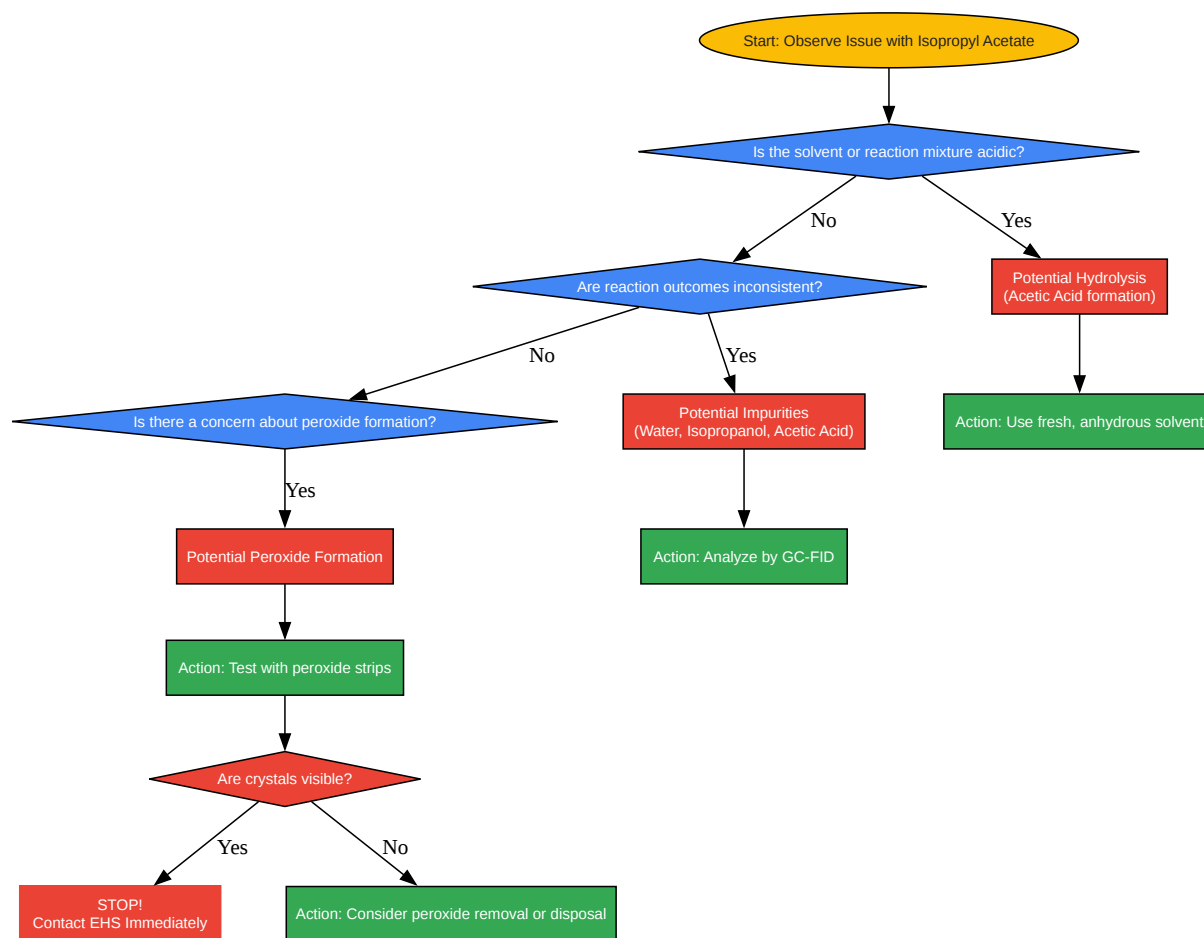 Start: Observe Issue with Isopropyl Acetate
Is the solvent or reaction mixture acidic?
No
Yes
Are reaction outcomes inconsistent?
Potential Hydrolysis
(Acetic Acid formation)
No
Yes
Is there a concern about peroxide formation?
Potential Impurities
(Water, Isopropanol, Acetic Acid)
Action: Use fresh, anhydrous solvent
Yes
Potential Peroxide Formation
Action: Analyze by GC-FID
Action: Test with peroxide strips
Are crystals visible?
Yes
No
STOP!
Contact EHS Immediately
Action: Consider peroxide removal or disposal